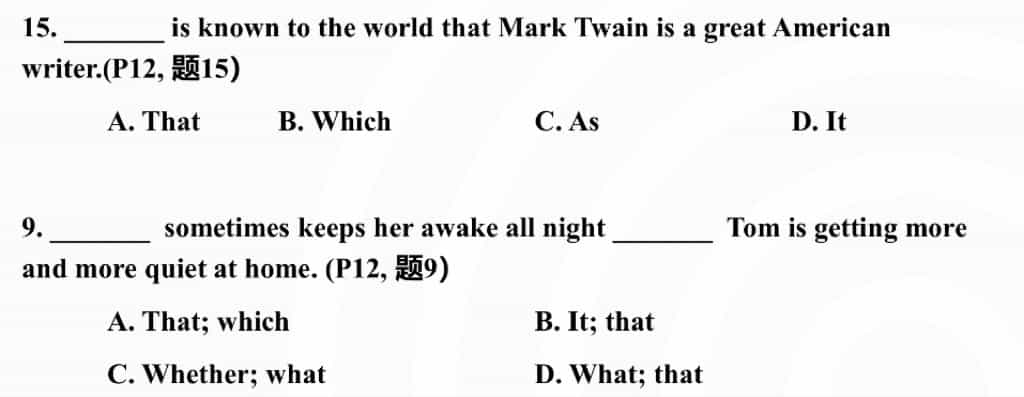 15. _______ is known to the world that Mark Twain is a great American
writer.(P12, 题15)
A. That B. Which C. As D. It
9. _______ sometimes keeps her awake all night _______ Tom is getting more
and more quiet at home. (P12, 题9)
A. That; which B. It; that
C. Whether; what D. What; that